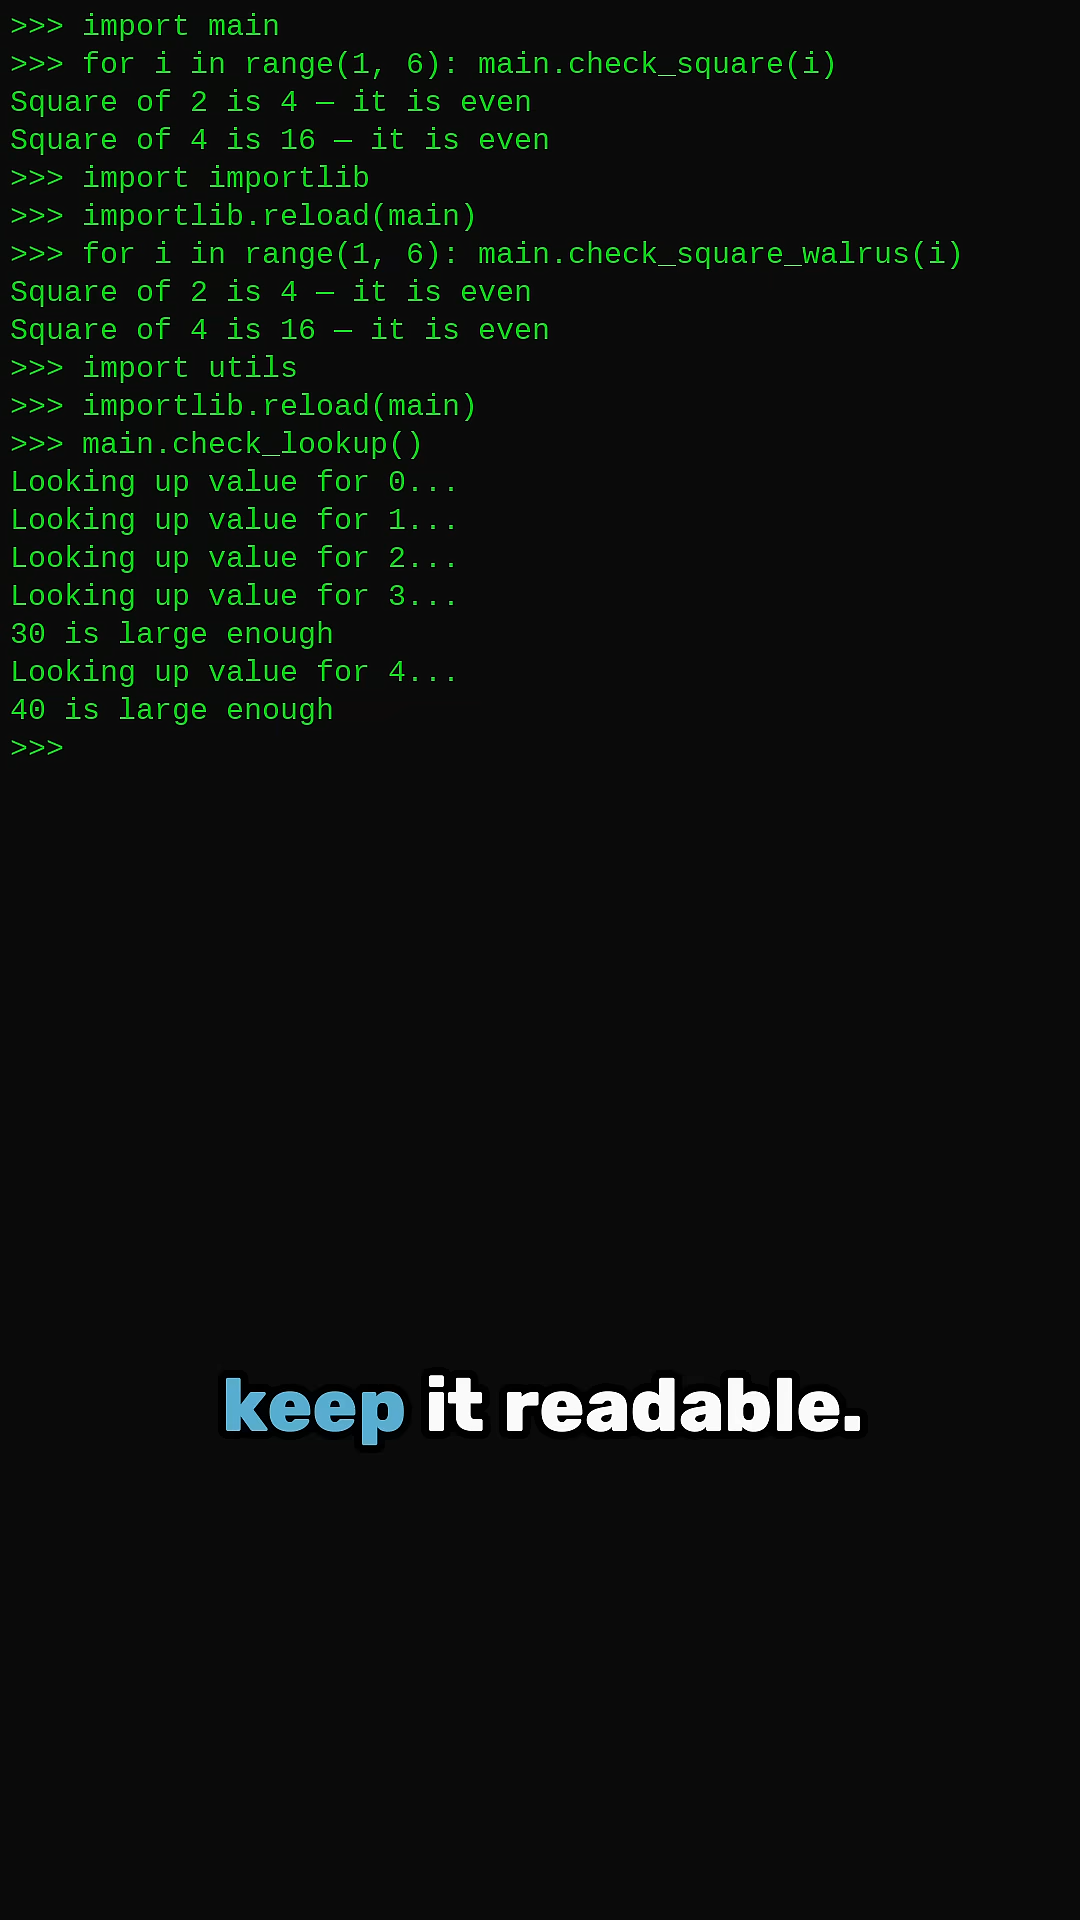 >>> import main
>>> for i in range(1, 6): main.check_square(i)
Square of 2 is 4 — it is even
Square of 4 is 16 — it is even
>>> import importlib
>>> importlib.reload(main)
>>> for i in range(1, 6): main.check_square_walrus(i)
Square of 2 is 4 — it is even
Square of 4 is 16 — it is even
>>> import utils
>>> importlib.reload(main)
>>> main.check_lookup()
Looking up value for 0...
Looking up value for 1...
Looking up value for 2...
Looking up value for 3...
30 is large enough
Looking up value for 4...
40 is large enough
>>>
keep it readable.